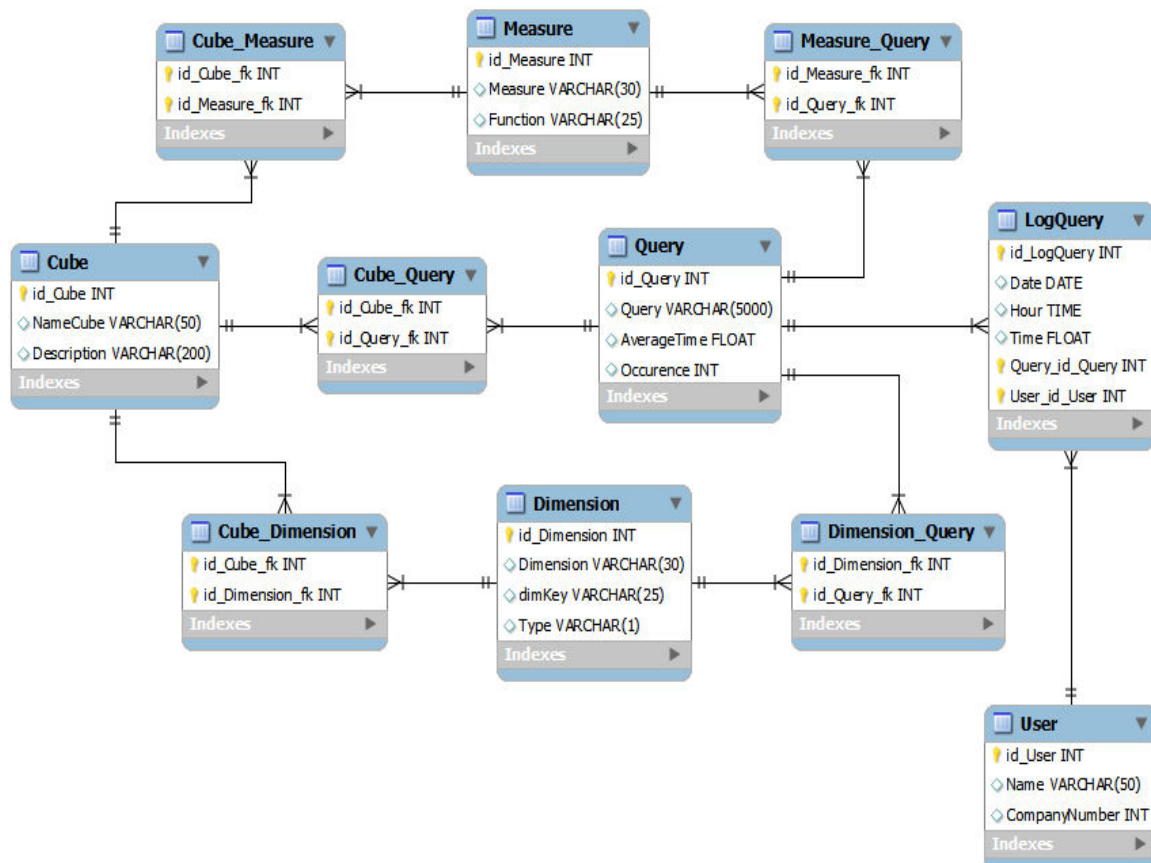 Cube_Measure
id_Cube_fk INT
id_Measure_fk INT
Indexes
Measure
id_Measure INT
Measure VARCHAR(30)
Function VARCHAR(25)
Indexes
Measure_Query
id_Measure_fk INT
id_Query_fk INT
Indexes
Cube
id_Cube INT
NameCube VARCHAR(50)
Description VARCHAR(200)
Indexes
Cube_Query
id_Cube_fk INT
id_Query_fk INT
Indexes
Query
id_Query INT
Query VARCHAR(5000)
AverageTime FLOAT
Occurence INT
Indexes
LogQuery
id_LogQuery INT
Date DATE
Hour TIME
Time FLOAT
Query_id_Query INT
User_id_User INT
Indexes
Cube_Dimension
id_Cube_fk INT
id_Dimension_fk INT
Indexes
Dimension
id_Dimension INT
Dimension VARCHAR(30)
dimKey VARCHAR(25)
Type VARCHAR(1)
Indexes
Dimension_Query
id_Dimension_fk INT
id_Query_fk INT
Indexes
User
id_User INT
Name VARCHAR(50)
CompanyNumber INT
Indexes